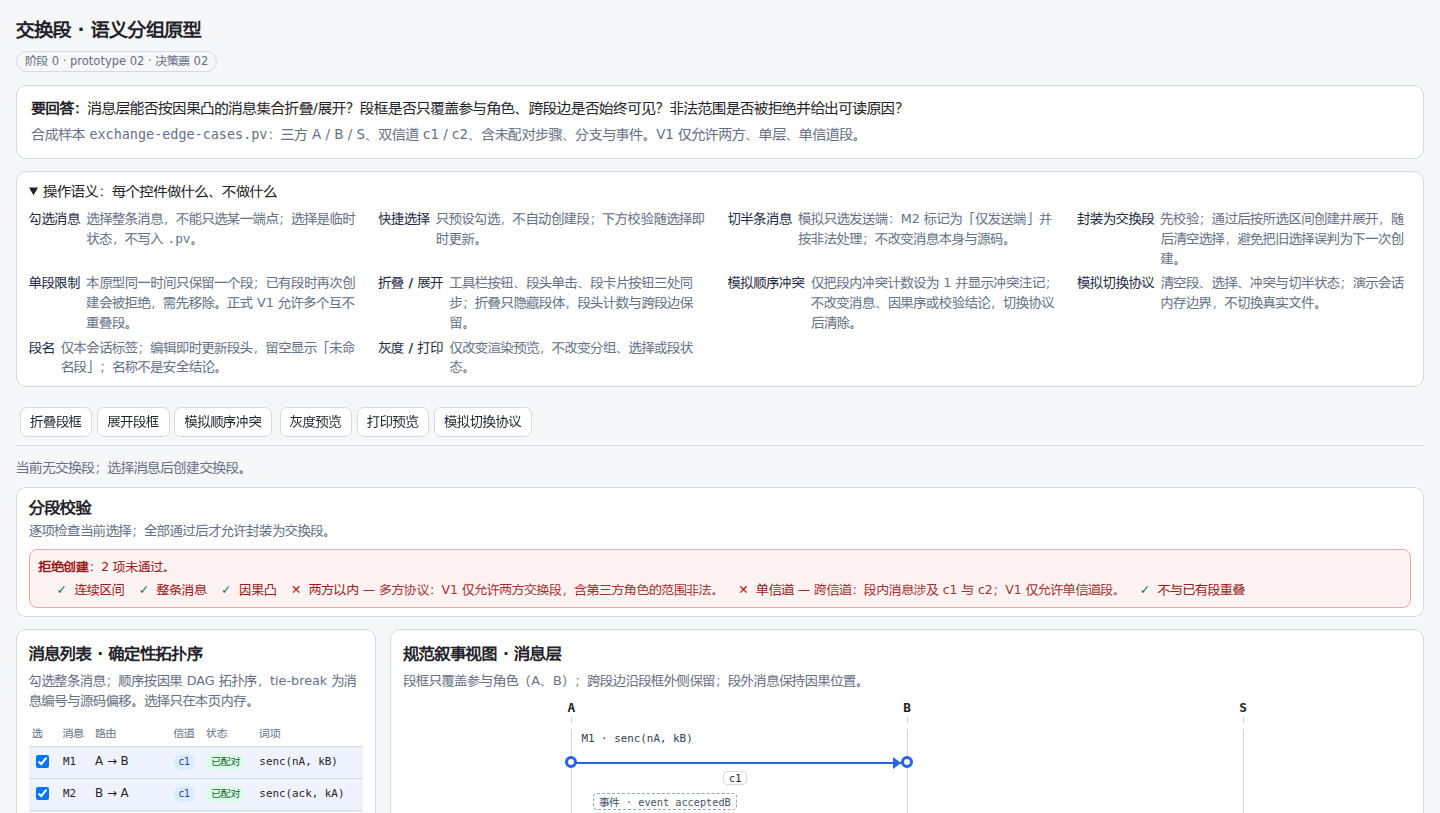 交换段 · 语义分组原型
阶段 0 · prototype 02 · 决策票 02
要回答：消息层能否按因果凸的消息集合折叠/展开？段框是否只覆盖参与角色、跨段边是否始终可见？非法范围是否被拒绝并给出可读原因？
合成样本 exchange-edge-cases.pv：三方 A / B / S、双信道 c1 / c2、含未配对步骤、分支与事件。V1 仅允许两方、单层、单信道段。
▼ 操作语义：每个控件做什么、不做什么
勾选消息 选择整条消息，不能只选某一端点；选择是临时
状态，不写入 .pv。
快捷选择 只预设勾选，不自动创建段；下方校验随选择即
时更新。
切半条消息 模拟只选发送端：M2 标记为「仅发送端」并
按非法处理；不改变消息本身与源码。
封装为交换段 先校验；通过后按所选区间创建并展开，随
后清空选择，避免把旧选择误判为下一次创
建。
单段限制 本原型同一时间只保留一个段；已有段时再次创
建会被拒绝，需先移除。正式 V1 允许多个互不
重叠段。
折叠 / 展开 工具栏按钮、段头单击、段卡片按钮三处同
步；折叠只隐藏段体，段头计数与跨段边保
留。
模拟顺序冲突 仅把段内冲突计数设为 1 并显示冲突注记；
不改变消息、因果序或校验结论，切换协议
后清除。
模拟切换协议 清空段、选择、冲突与切半状态；演示会话
内存边界，不切换真实文件。
段名 仅本会话标签；编辑即时更新段头，留空显示「未命
名段」；名称不是安全结论。
灰度 / 打印 仅改变渲染预览，不改变分组、选择或段状
态。
折叠段框 展开段框 模拟顺序冲突 灰度预览 打印预览 模拟切换协议
当前无交换段；选择消息后创建交换段。
分段校验
逐项检查当前选择；全部通过后才允许封装为交换段。
拒绝创建：2 项未通过。
✓ 连续区间 ✓ 整条消息 ✓ 因果凸 ✕ 两方以内 — 多方协议：V1 仅允许两方交换段，含第三方角色的范围非法。 ✕ 单信道 — 跨信道：段内消息涉及 c1 与 c2；V1 仅允许单信道段。 ✓ 不与已有段重叠
消息列表 · 确定性拓扑序
勾选整条消息；顺序按因果 DAG 拓扑序，tie-break 为消
息编号与源码偏移。选择只在本页内存。
选 消息 路由 信道 状态 词项
M1 A → B c1 已配对 senc(nA, kB)
M2 B → A c1 已配对 senc(ack, kA)
规范叙事视图 · 消息层
段框只覆盖参与角色（A、B）；跨段边沿段框外侧保留；段外消息保持因果位置。
A B S
M1 · senc(nA, kB)
c1
事件 · event acceptedB